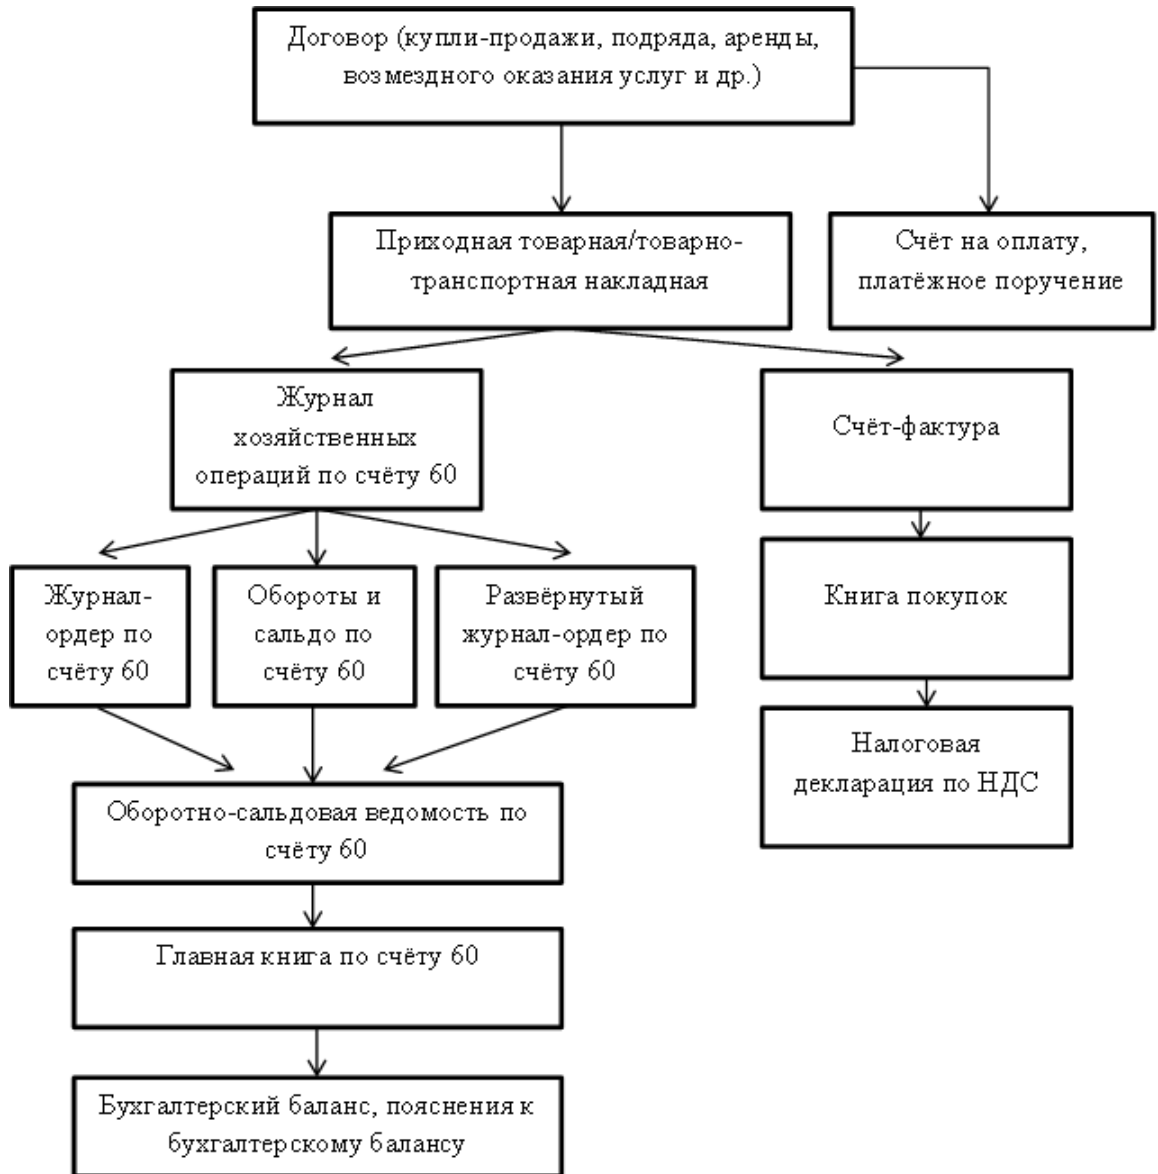 Договор (купли-продажи, подряда, аренды,
возмездного оказания услуг и др.)
Приходная товарная/товарно-
транспортная накладная
Счёт на оплату,
платёжное поручение
Журнал
хозяйственных
операций по счёту 60
Счёт-фактура
Журнал-
ордер по
счёту 60
Обороты и
сальдо по
счёту 60
Развёрнутый
журнал-ордер по
счёту 60
Книга покупок
Налоговая
декларация по НДС
Оборотно-сальдовая ведомость по
счёту 60
Главная книга по счёту 60
Бухгалтерский баланс, пояснения к
бухгалтерскому балансу